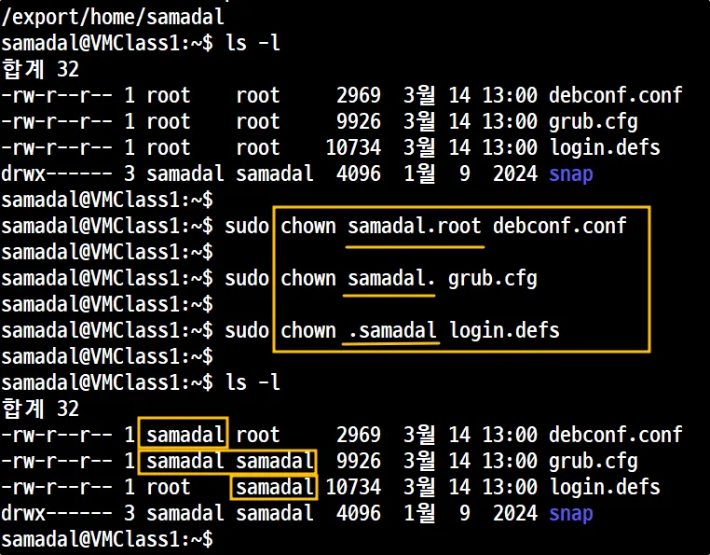 /export/home/samadal
samadal@VMClass1:~$ ls -l
합계 32
-rw-r--r-- 1 root    root     2969  3월 14 13:00 debconf.conf
-rw-r--r-- 1 root    root     9926  3월 14 13:00 grub.cfg
-rw-r--r-- 1 root    root    10734  3월 14 13:00 login.defs
drwx------ 3 samadal samadal  4096  1월  9  2024 snap
samadal@VMClass1:~$
samadal@VMClass1:~$ sudo chown samadal.root debconf.conf
samadal@VMClass1:~$
samadal@VMClass1:~$ sudo chown samadal. grub.cfg
samadal@VMClass1:~$
samadal@VMClass1:~$ sudo chown .samadal login.defs
samadal@VMClass1:~$
samadal@VMClass1:~$ ls -l
합계 32
-rw-r--r-- 1 samadal root     2969  3월 14 13:00 debconf.conf
-rw-r--r-- 1 samadal samadal  9926  3월 14 13:00 grub.cfg
-rw-r--r-- 1 root    samadal 10734  3월 14 13:00 login.defs
drwx------ 3 samadal samadal  4096  1월  9  2024 snap
samadal@VMClass1:~$